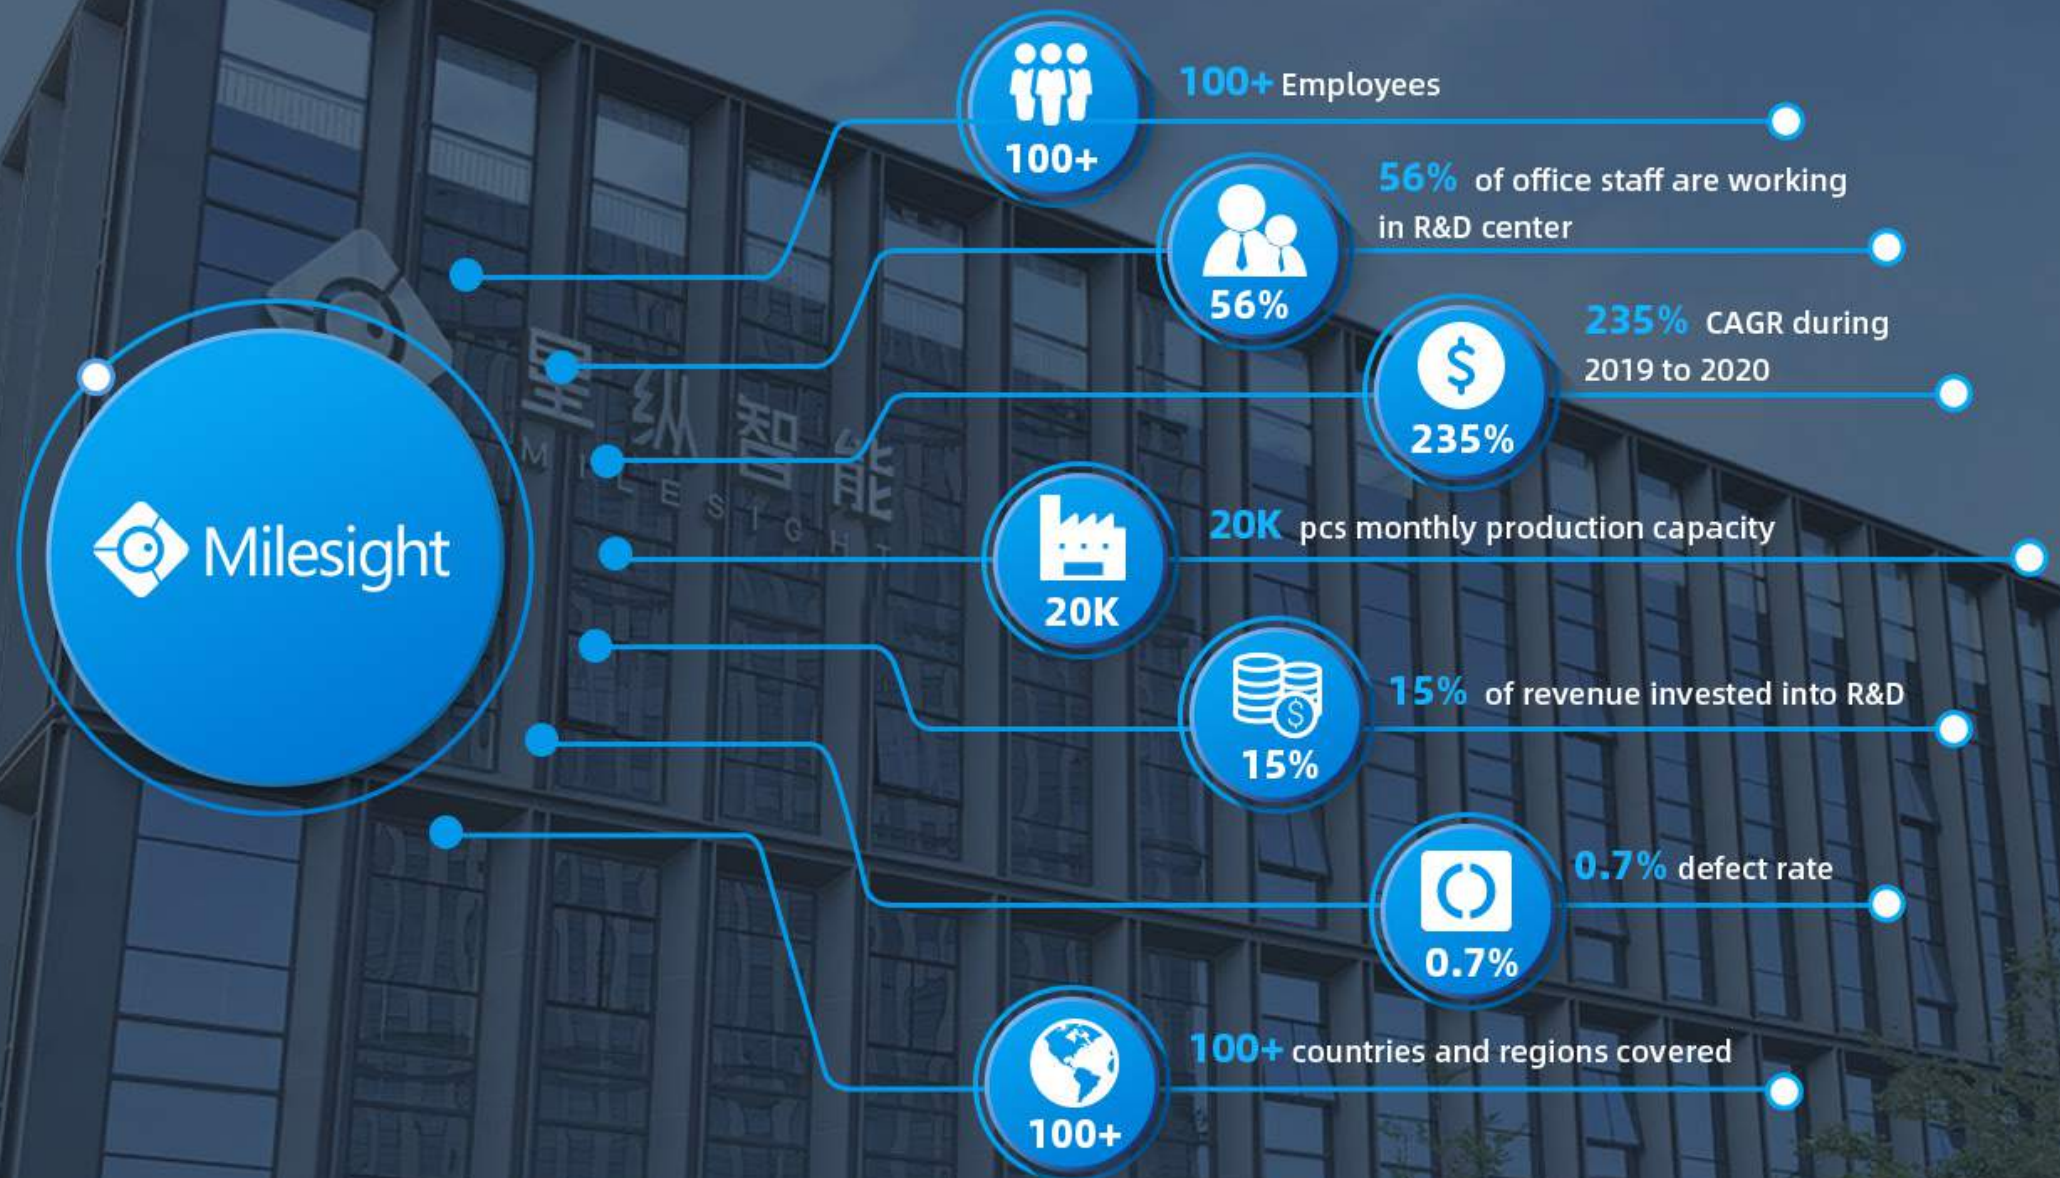 100+ Employees
100+
56% of office staff are working
in R&D center
56%
235% CAGR during
2019 to 2020
235%
星纵智能
MILESIGHT
Milesight
20K pcs monthly production capacity
20K
15% of revenue invested into R&D
15%
0.7% defect rate
0.7%
100+ countries and regions covered
100+